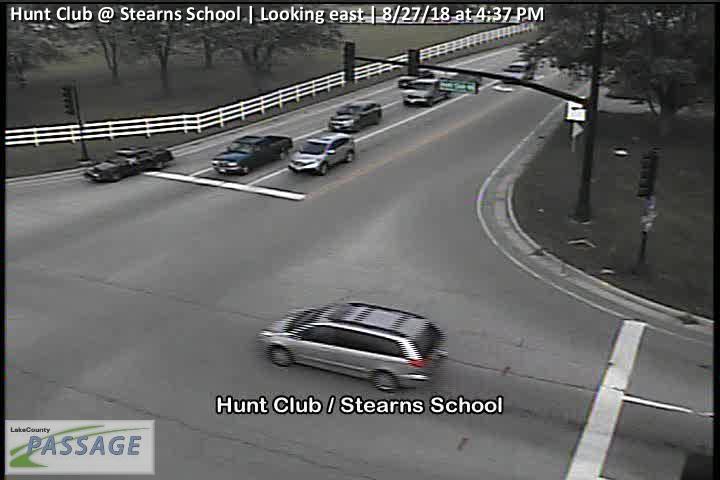 Hunt Club @ Stearns School | Looking east | 8/27/18 at 4:37 PM
Hunt Club / Stearns School
LakeCounty
PASSAGE